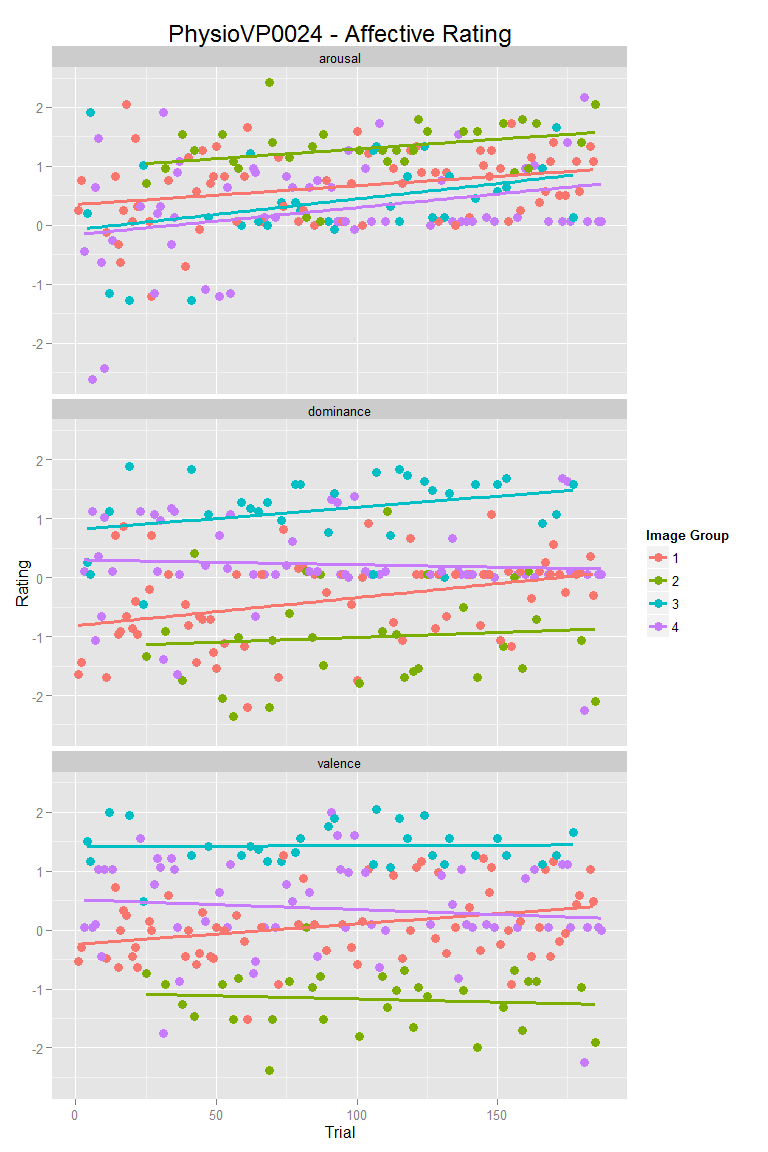 PhysioVP0024 - Affective Rating
arousal
2
1
0
-1
-2
dominance
2
1
0
-1
-2
valence
2
1
0
-1
-2
0 50 100 150
Trial
Rating
Image Group
1
2
3
4